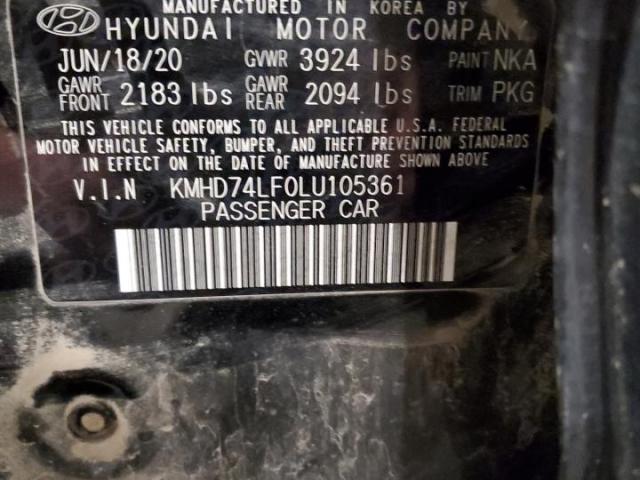 MANUFACTURED IN KOREA BY
HYUNDAI MOTOR COMPANY
JUN/18/20 GVWR 3924 lbs PAINT NKA
GAWR FRONT 2183 lbs GAWR REAR 2094 lbs TRIM PKG
THIS VEHICLE CONFORMS TO ALL APPLICABLE U.S.A. FEDERAL
MOTOR VEHICLE SAFETY, BUMPER, AND THEFT PREVENTION STANDARDS
IN EFFECT ON THE DATE OF MANUFACTURE SHOWN ABOVE
V.I.N KMHD74LF0LU105361
PASSENGER CAR